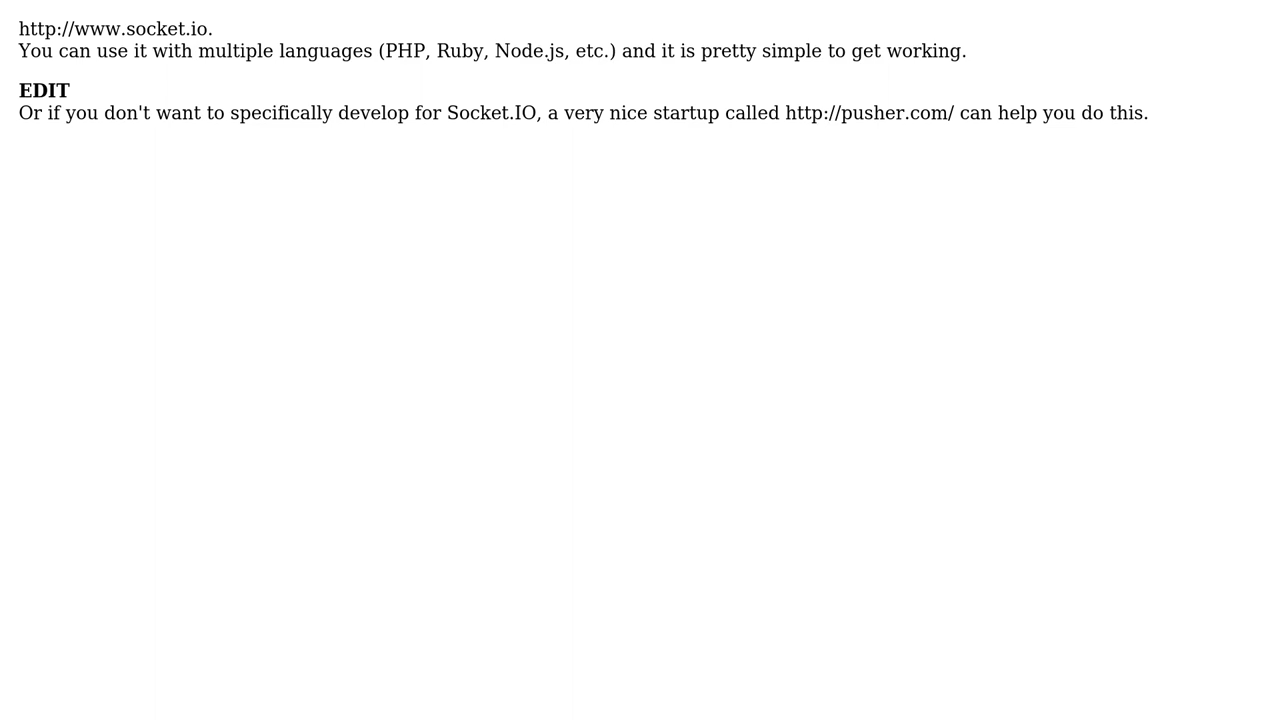 http://www.socket.io.
You can use it with multiple languages (PHP, Ruby, Node.js, etc.) and it is pretty simple to get working.
EDIT
Or if you don't want to specifically develop for Socket.IO, a very nice startup called http://pusher.com/ can help you do this.